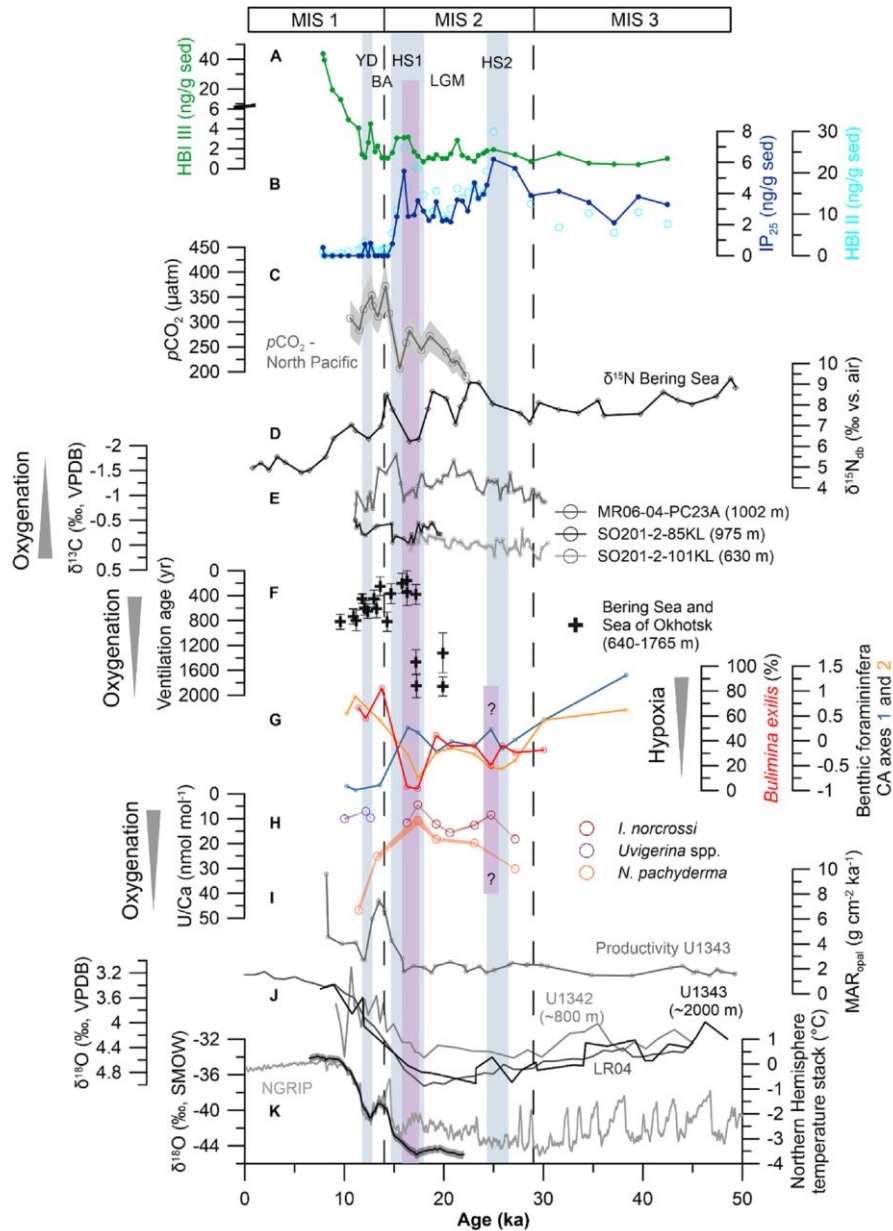 MIS 1 MIS 2 MIS 3
A
YD
BA
HS1
LGM
HS2
HBI III (ng/g sed)
40
20
6
4
2
0
B
8
6
4
2
0
IP25 (ng/g sed)
30
20
10
0
HBI II (ng/g sed)
450
400
350
300
250
200
pCO2 (µatm)
C
pCO2 -
North Pacific
δ15N Bering Sea
10
9
8
7
6
5
4
δ15Ndb (‰ vs. air)
D
-2
-1.5
-1
-0.5
0
0.5
δ13C (‰, VPDB)
Oxygenation
E
MR06-04-PC23A (1002 m)
SO201-2-85KL (975 m)
SO201-2-101KL (630 m)
0
400
800
1200
1600
2000
Ventilation age (yr)
Oxygenation
F
Bering Sea and
Sea of Okhotsk
(640-1765 m)
G
?
Hypoxia
100
80
60
40
20
0
Bulimina exilis (%)
1.5
1
0.5
0
-0.5
-1
Benthic foramininfera
CA axes 1 and 2
0
10
20
30
40
50
U/Ca (nmol mol-1)
Oxygenation
H
?
I. norcrossi
Uvigerina spp.
N. pachyderma
I
10
8
6
4
2
0
MARopal (g cm-2 ka-1)
Productivity U1343
3.2
3.6
4
4.4
4.8
δ18O (‰, VPDB)
J
U1342
(~800 m)
U1343
(~2000 m)
LR04
-32
-36
-40
-44
δ18O (‰, SMOW)
NGRIP
K
1
0
-1
-2
-3
-4
Northern Hemisphere
temperature stack (°C)
0 10 20 30 40 50
Age (ka)